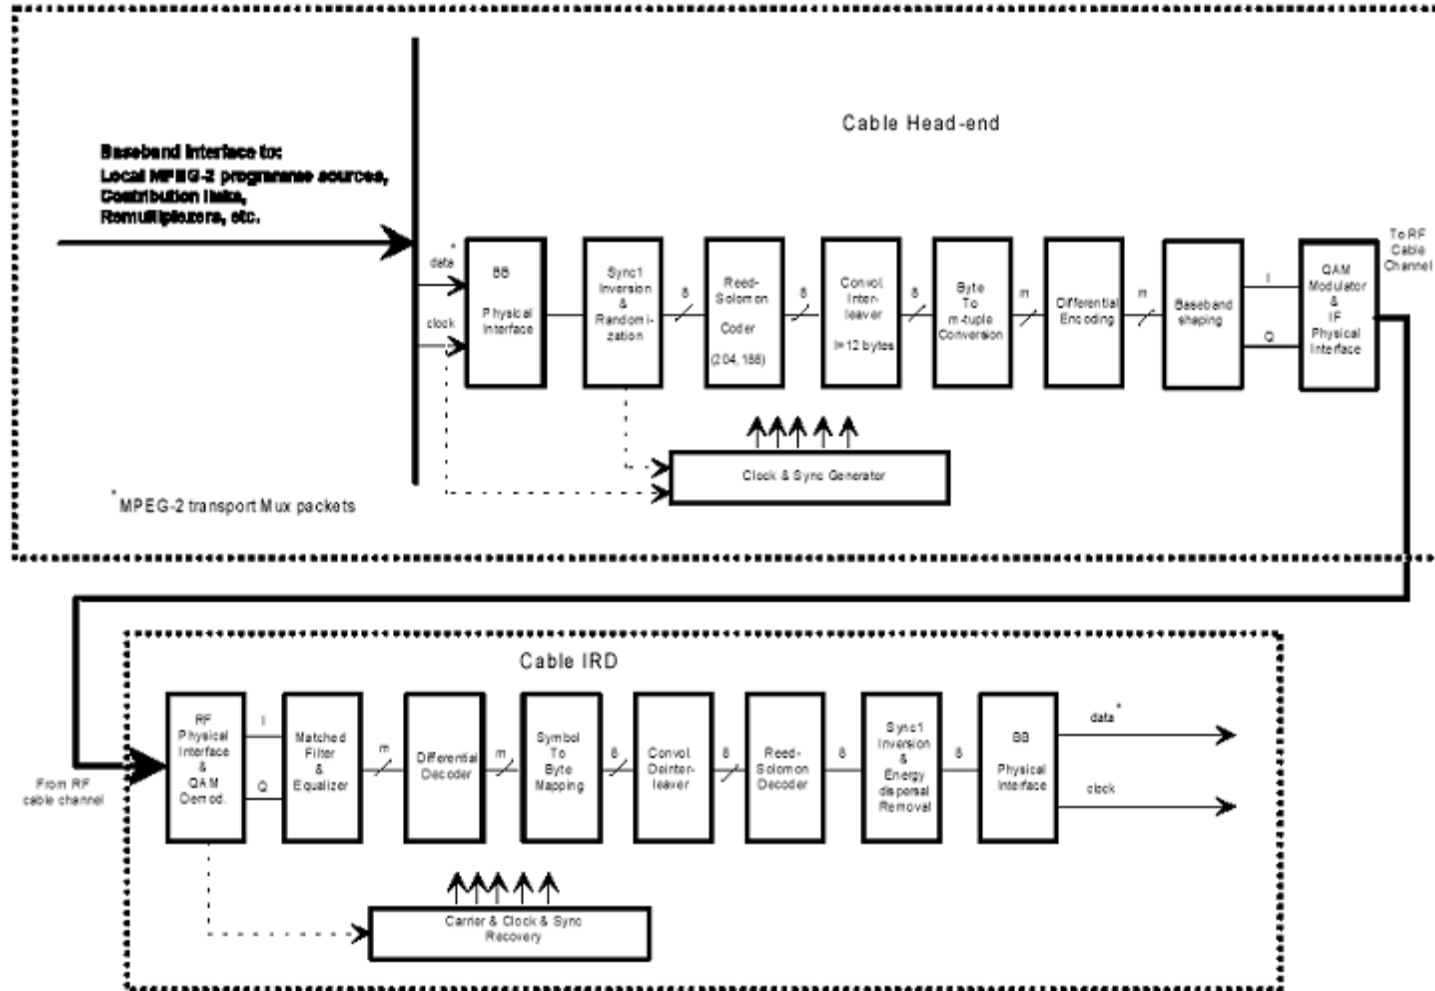 Cable Head-end
Baseband interface to:
Local MPEG-2 programme sources,
Contribution links,
Remultiplexers, etc.
To RF
Cable
Channel
data *
clock
BB
Physical
Interface
Sync1
Inversion
&
Randomi-
zation
8
Reed-
Solomon
Coder
(204, 188)
8
Convol.
Inter-
leaver
I=12 bytes
8
Byte
To
m-tuple
Conversion
m
Differential
Encoding
m
Baseband
shaping
I
Q
QAM
Modulator
&
IF
Physical
Interface
Clock & Sync Generator
* MPEG-2 transport Mux packets
Cable IRD
From RF
cable channel
RF
Physical
Interface
&
QAM
Demod.
I
Q
Matched
Filter
&
Equalizer
m
Differential
Decoder
m
Symbol
To
Byte
Mapping
8
Convol.
Deinter-
leaver
8
Reed-
Solomon
Decoder
8
Sync1
Inversion
&
Energy
dispersal
Removal
8
BB
Physical
Interface
data *
clock
Carrier & Clock & Sync
Recovery